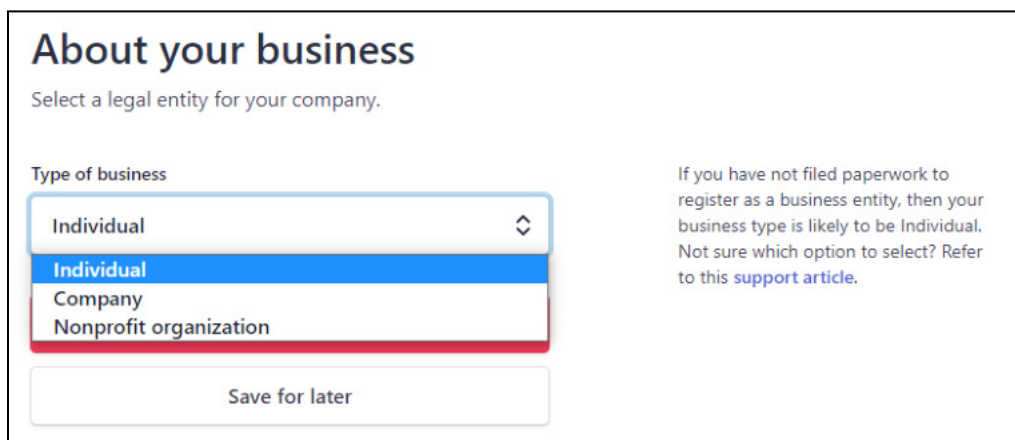 About your business
Select a legal entity for your company.
Type of business
Individual
Individual
Company
Nonprofit organization
Save for later
If you have not filed paperwork to
register as a business entity, then your
business type is likely to be Individual.
Not sure which option to select? Refer
to this support article.